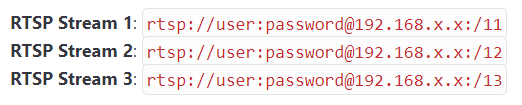 RTSP Stream 1: rtsp://user:password@192.168.x.x:/11
RTSP Stream 2: rtsp://user:password@192.168.x.x:/12
RTSP Stream 3: rtsp://user:password@192.168.x.x:/13